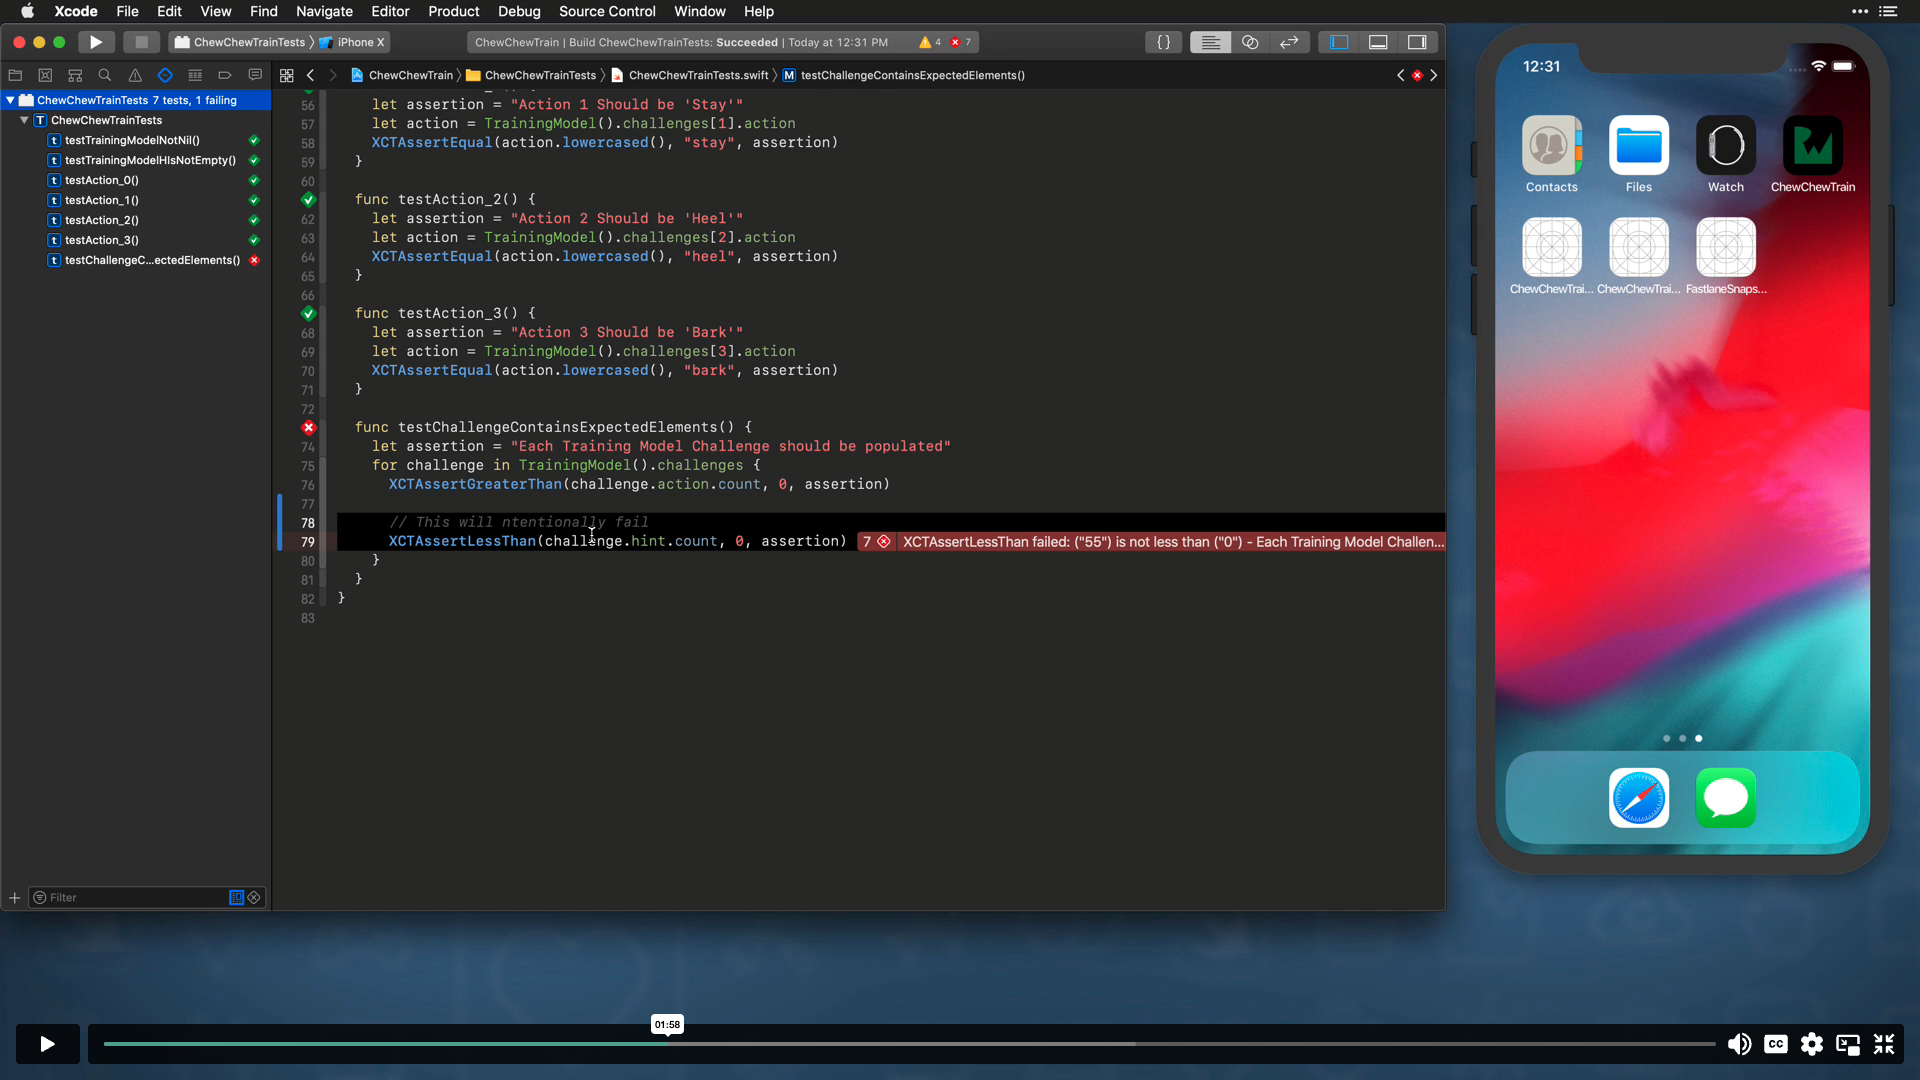 Xcode File Edit View Find Navigate Editor Product Debug Source Control Window Help
ChewChewTrainTests iPhone X
ChewChewTrain | Build ChewChewTrainTests: Succeeded | Today at 12:31 PM 4 7
{}
ChewChewTrain ChewChewTrainTests ChewChewTrainTests.swift M testChallengeContainsExpectedElements()
ChewChewTrainTests 7 tests, 1 failing
T ChewChewTrainTests
t testTrainingModelNotNil()
t testTrainingModelHIsNotEmpty()
t testAction_0()
t testAction_1()
t testAction_2()
t testAction_3()
t testChallengeC...ectedElements()
Filter
56 let assertion = "Action 1 Should be 'Stay'"
57 let action = TrainingModel().challenges[1].action
58 XCTAssertEqual(action.lowercased(), "stay", assertion)
59 }
60
func testAction_2() {
62 let assertion = "Action 2 Should be 'Heel'"
63 let action = TrainingModel().challenges[2].action
64 XCTAssertEqual(action.lowercased(), "heel", assertion)
65 }
66
func testAction_3() {
68 let assertion = "Action 3 Should be 'Bark'"
69 let action = TrainingModel().challenges[3].action
70 XCTAssertEqual(action.lowercased(), "bark", assertion)
71 }
72
func testChallengeContainsExpectedElements() {
74 let assertion = "Each Training Model Challenge should be populated"
75 for challenge in TrainingModel().challenges {
76 XCTAssertGreaterThan(challenge.action.count, 0, assertion)
77
78 // This will ntentionally fail
79 XCTAssertLessThan(challenge.hint.count, 0, assertion) 7 XCTAssertLessThan failed: ("55") is not less than ("0") - Each Training Model Challen...
80 }
81 }
82 }
83
12:31
Contacts Files Watch ChewChewTrain
ChewChewTrai... ChewChewTrai... FastlaneSnaps...
01:58
CC